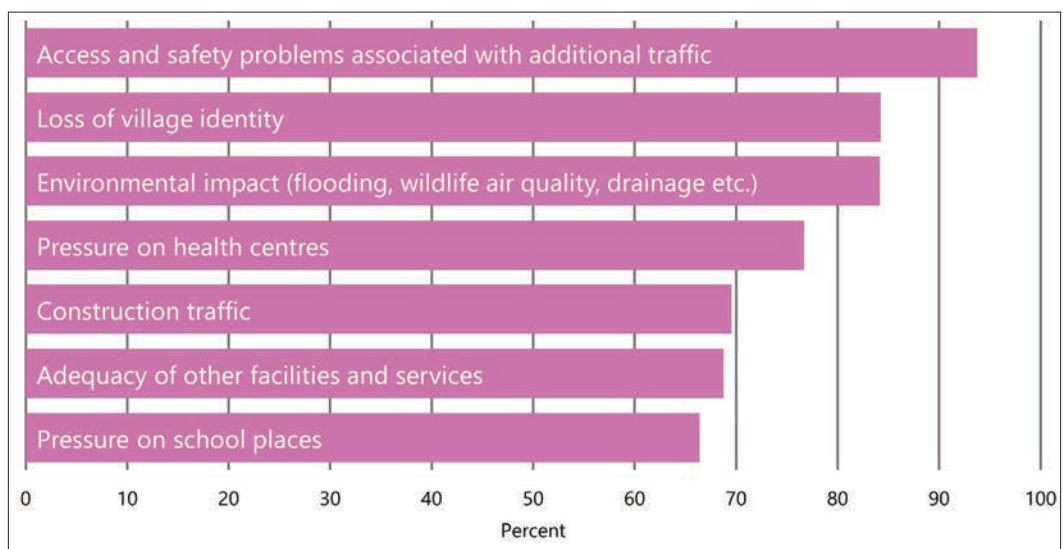 Access and safety problems associated with additional traffic
Loss of village identity
Environmental impact (flooding, wildlife air quality, drainage etc.)
Pressure on health centres
Construction traffic
Adequacy of other facilities and services
Pressure on school places
0 10 20 30 40 50 60 70 80 90 100
Percent